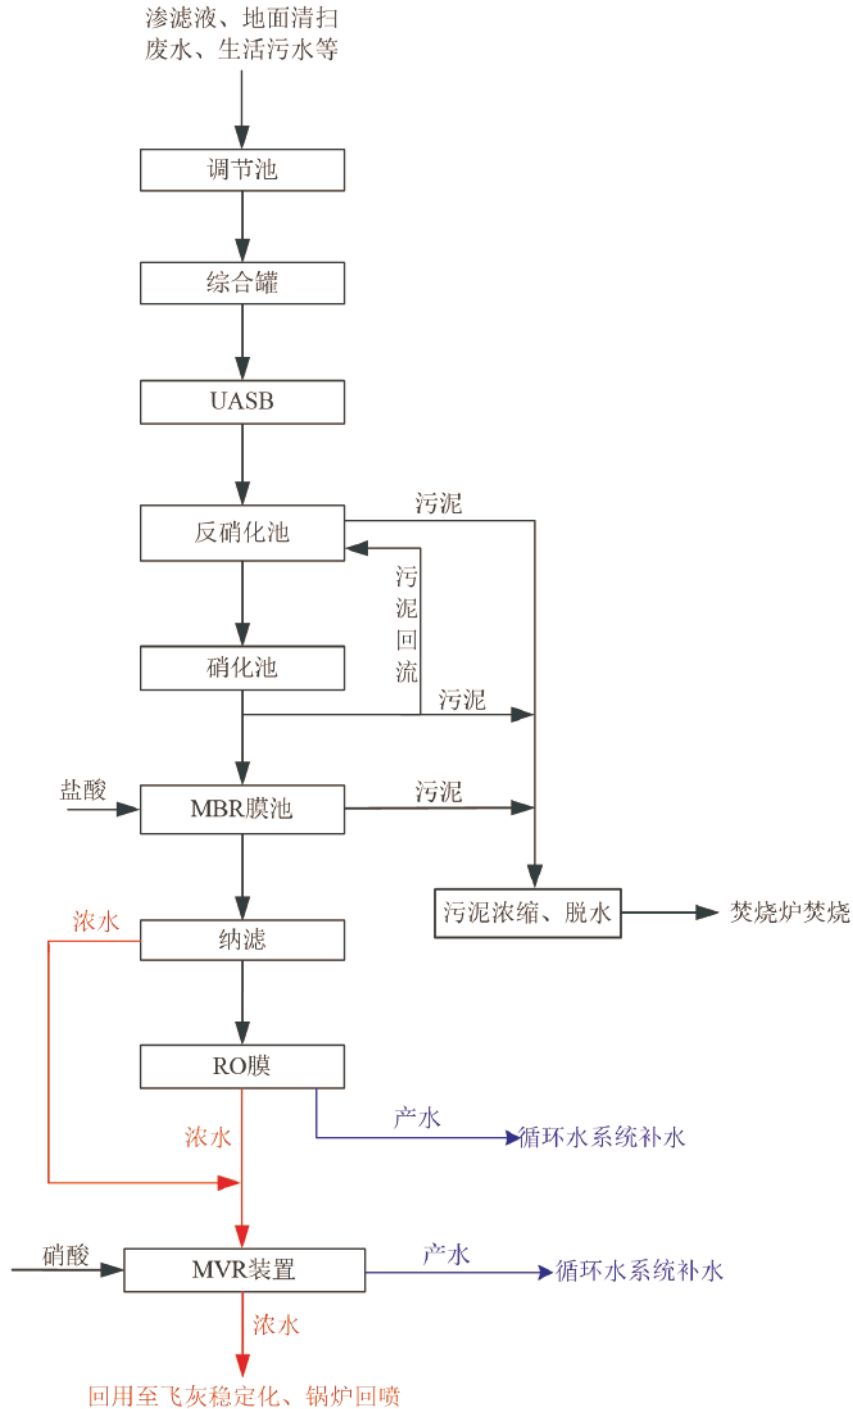 渗滤液、地面清扫
废水、生活污水等
调节池
综合罐
UASB
反硝化池
污泥
污泥回流
硝化池
污泥
盐酸
MBR膜池
污泥
浓水
纳滤
污泥浓缩、脱水
焚烧炉焚烧
RO膜
浓水
产水
循环水系统补水
硝酸
MVR装置
产水
循环水系统补水
浓水
回用至飞灰稳定化、锅炉回喷